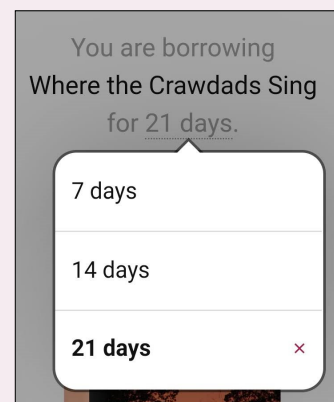 You are borrowing
Where the Crawdads Sing
for 21 days.
7 days
14 days
21 days